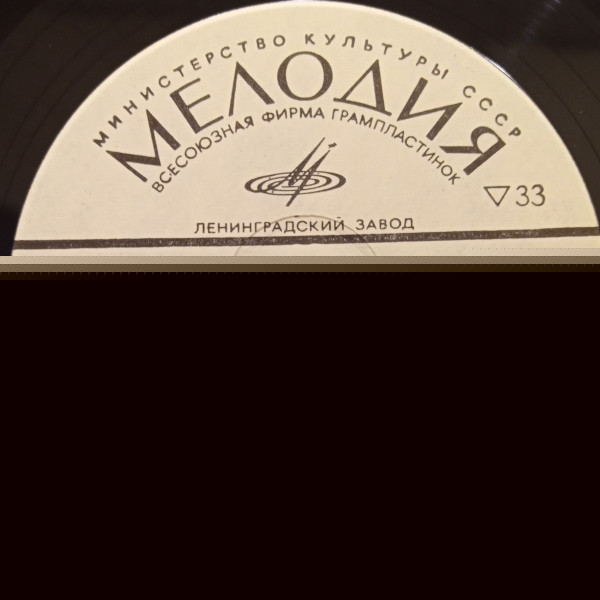 МИНИСТЕРСТВО КУЛЬТУРЫ СССР
МЕЛОДИЯ
ВСЕСОЮЗНАЯ ФИРМА ГРАМПЛАСТИНОК
▽33
ЛЕНИНГРАДСКИЙ ЗАВОД